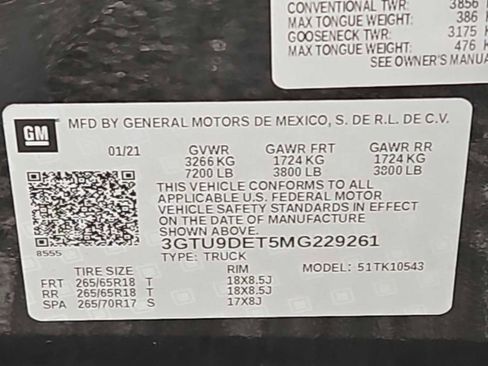 CONVENTIONAL TWR: 3856
MAX TONGUE WEIGHT: 386
GOOSENECK TWR: 3175
MAX TONGUE WEIGHT: 476
SEE OWNER'S MANUA
GM MFD BY GENERAL MOTORS DE MEXICO, S. DE R.L. DE C.V.
01/21 GVWR GAWR FRT GAWR RR
3266 KG 1724 KG 1724 KG
7200 LB 3800 LB 3800 LB
THIS VEHICLE CONFORMS TO ALL
APPLICABLE U.S. FEDERAL MOTOR
VEHICLE SAFETY STANDARDS IN EFFECT
ON THE DATE OF MANUFACTURE
SHOWN ABOVE.
8555 3GTU9DET5MG229261
TYPE: TRUCK
TIRE SIZE RIM MODEL: 51TK10543
FRT 265/65R18 T 18X8.5J
RR 265/65R18 T 18X8.5J
SPA 265/70R17 S 17X8J